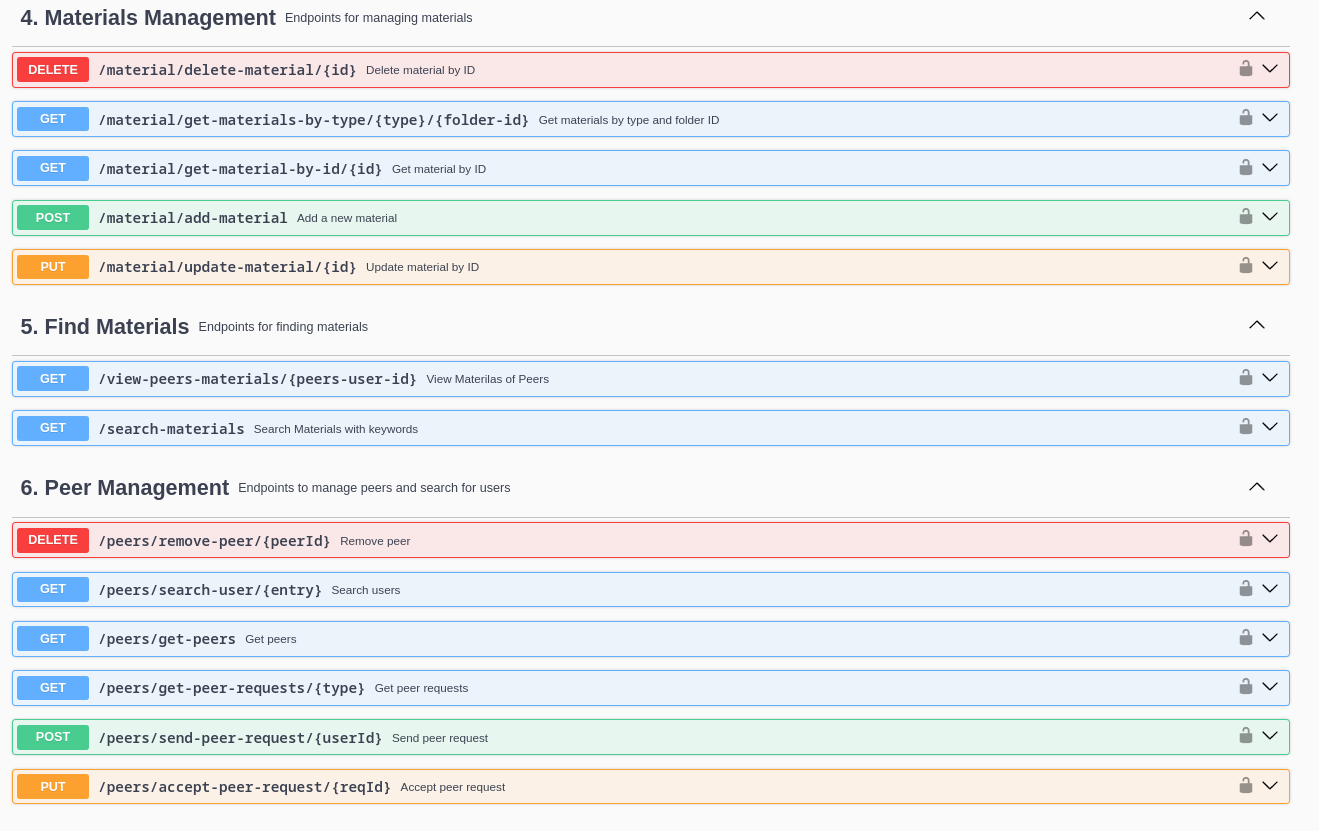 4. Materials Management Endpoints for managing materials
DELETE /material/delete-material/{id} Delete material by ID
GET /material/get-materials-by-type/{type}/{folder-id} Get materials by type and folder ID
GET /material/get-material-by-id/{id} Get material by ID
POST /material/add-material Add a new material
PUT /material/update-material/{id} Update material by ID
5. Find Materials Endpoints for finding materials
GET /view-peers-materials/{peers-user-id} View Materilas of Peers
GET /search-materials Search Materials with keywords
6. Peer Management Endpoints to manage peers and search for users
DELETE /peers/remove-peer/{peerId} Remove peer
GET /peers/search-user/{entry} Search users
GET /peers/get-peers Get peers
GET /peers/get-peer-requests/{type} Get peer requests
POST /peers/send-peer-request/{userId} Send peer request
PUT /peers/accept-peer-request/{reqId} Accept peer request